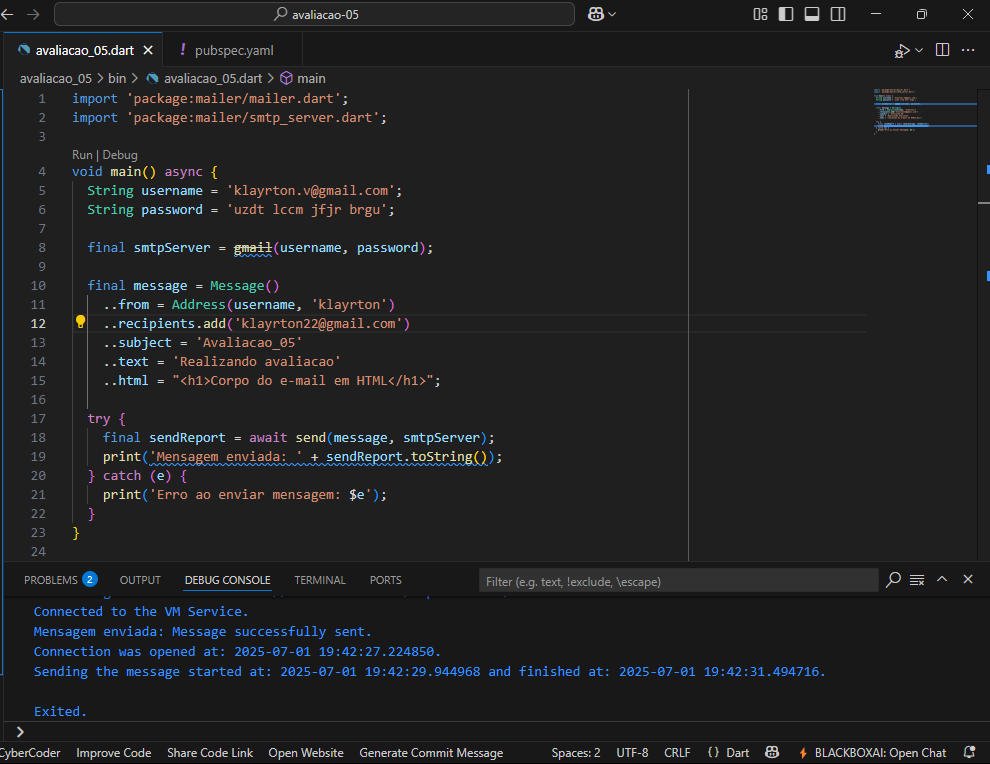 avaliacao-05
avaliacao_05.dart
! pubspec.yaml
avaliacao_05 > bin > avaliacao_05.dart > main
1 import 'package:mailer/mailer.dart';
2 import 'package:mailer/smtp_server.dart';
3
Run | Debug
4 void main() async {
5 String username = 'klayrton.v@gmail.com';
6 String password = 'uzdt lccm jfjr brgu';
7
8 final smtpServer = gmail(username, password);
9
10 final message = Message()
11 ..from = Address(username, 'klayrton')
12 ..recipients.add('klayrton22@gmail.com')
13 ..subject = 'Avaliacao_05'
14 ..text = 'Realizando avaliacao'
15 ..html = "<h1>Corpo do e-mail em HTML</h1>";
16
17 try {
18 final sendReport = await send(message, smtpServer);
19 print('Mensagem enviada: ' + sendReport.toString());
20 } catch (e) {
21 print('Erro ao enviar mensagem: $e');
22 }
23 }
24
PROBLEMS 2 OUTPUT DEBUG CONSOLE TERMINAL PORTS Filter (e.g. text, !exclude, \escape)
Connected to the VM Service.
Mensagem enviada: Message successfully sent.
Connection was opened at: 2025-07-01 19:42:27.224850.
Sending the message started at: 2025-07-01 19:42:29.944968 and finished at: 2025-07-01 19:42:31.494716.
Exited.
>
CyberCoder Improve Code Share Code Link Open Website Generate Commit Message Spaces: 2 UTF-8 CRLF {} Dart BLACKBOXAI: Open Chat